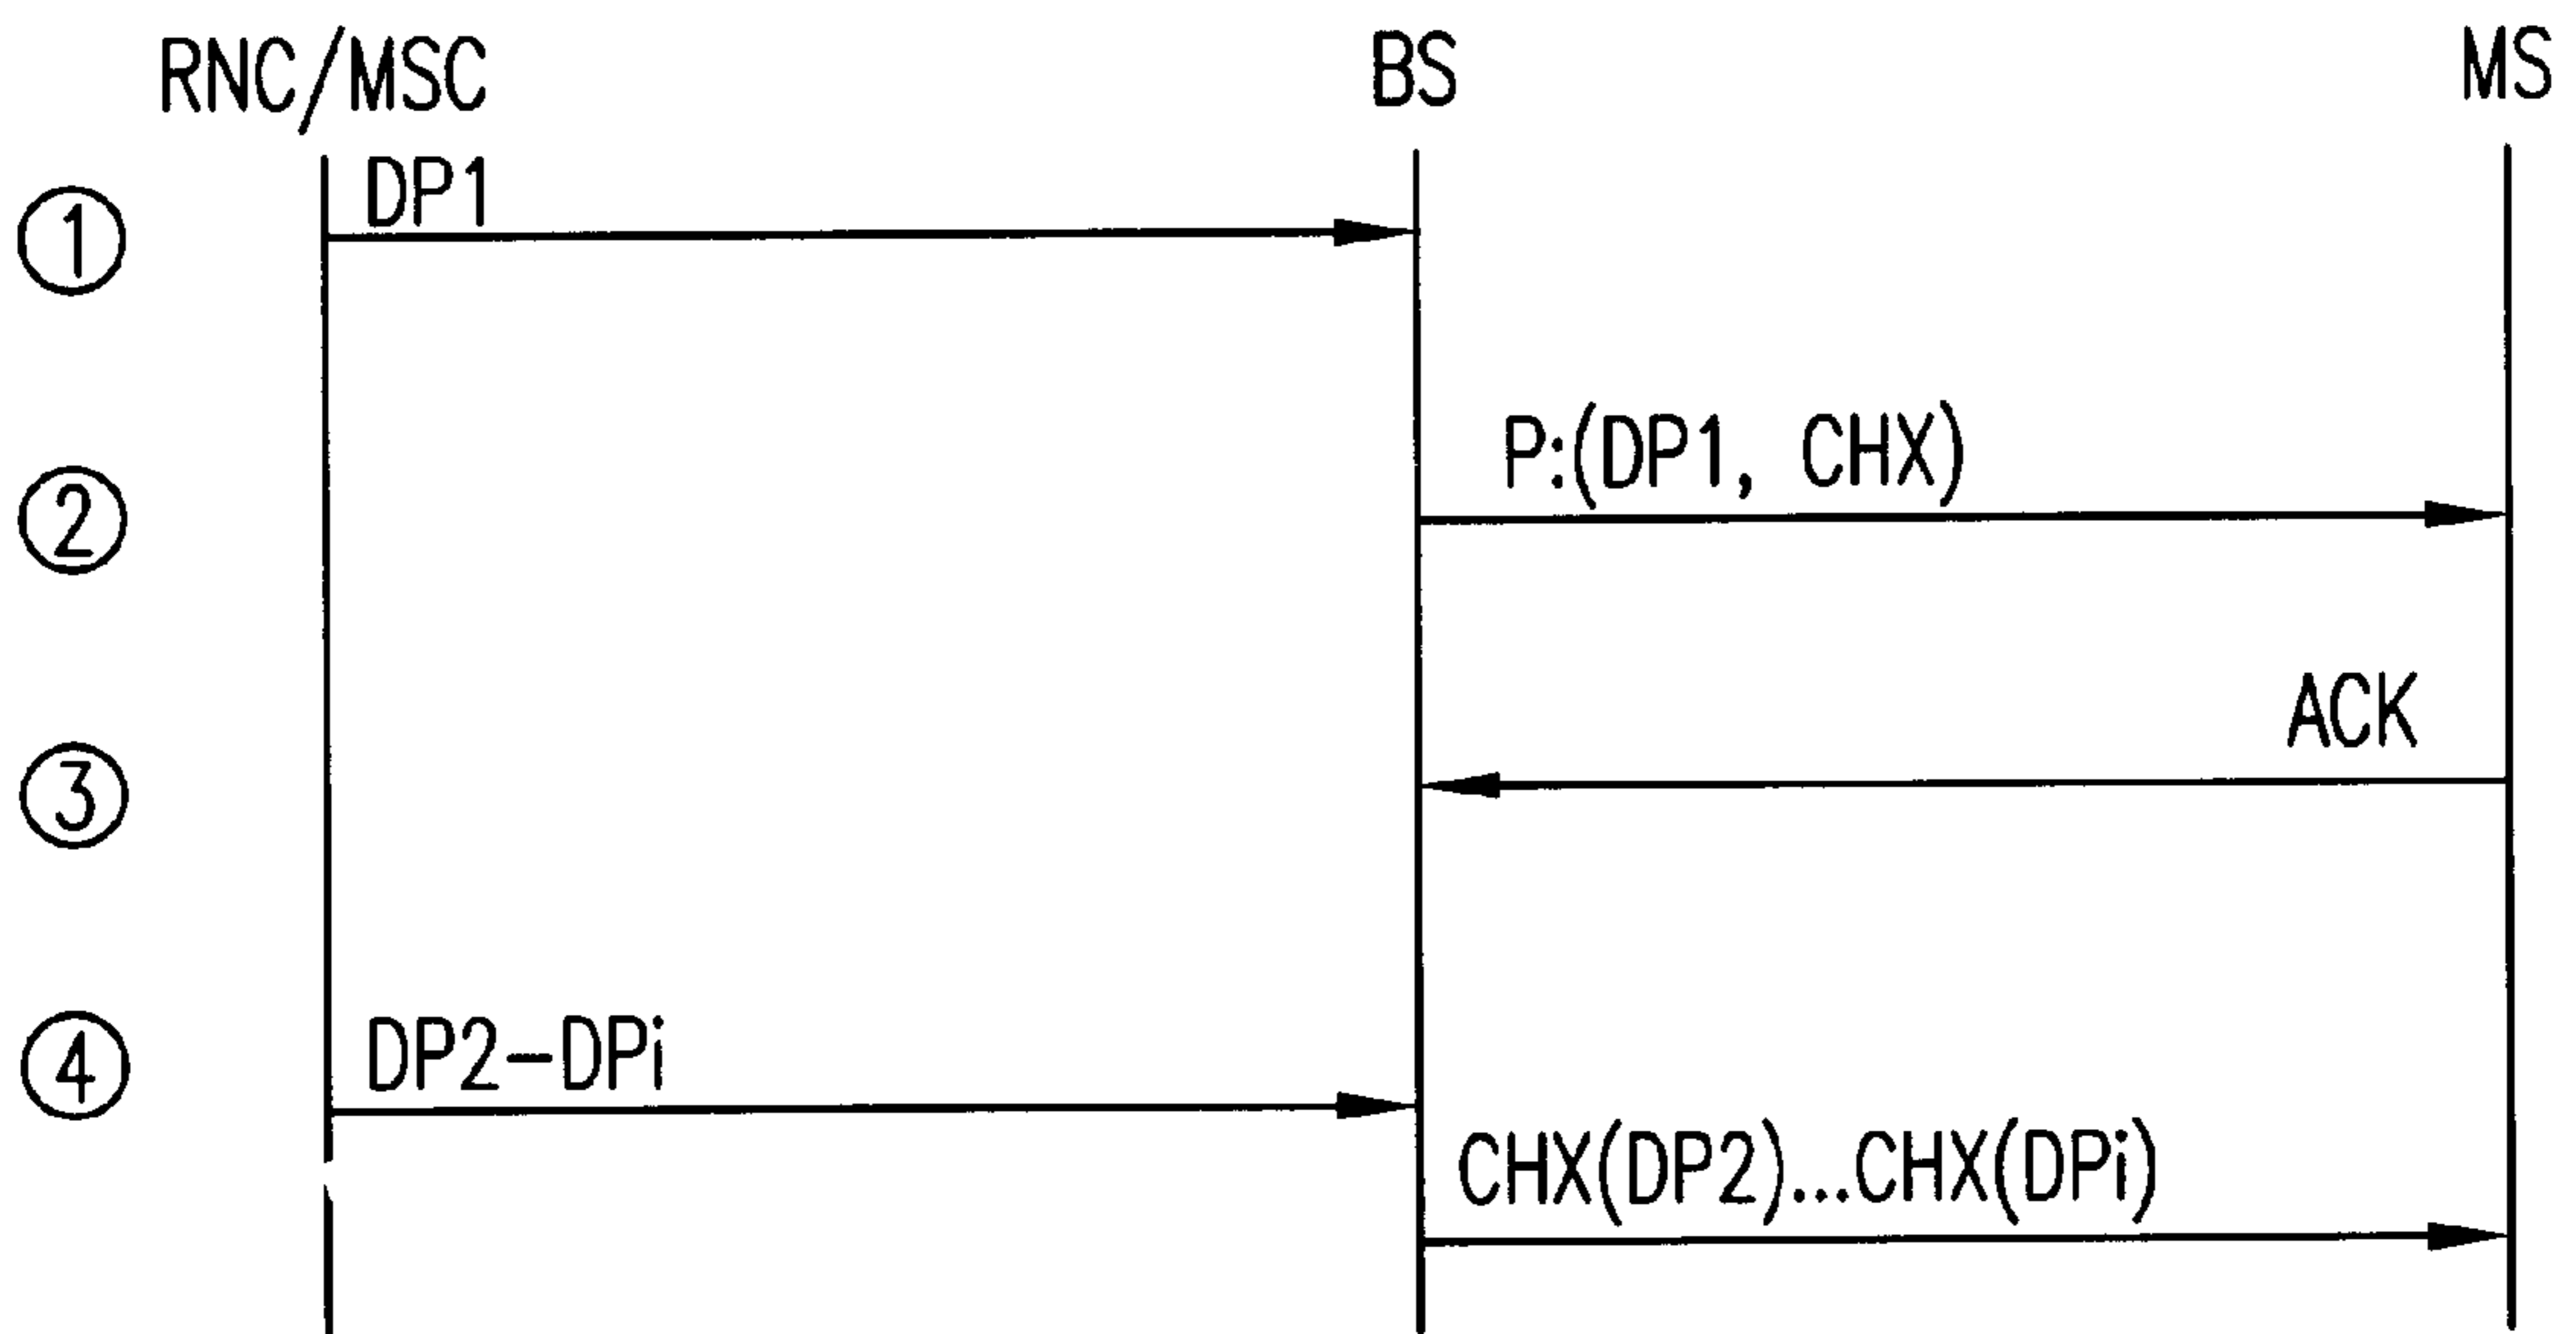 RNC/MSC BS MS
1 DP1
2 P:(DP1, CHX)
3 ACK
4 DP2-DPi
CHX(DP2)...CHX(DPi)